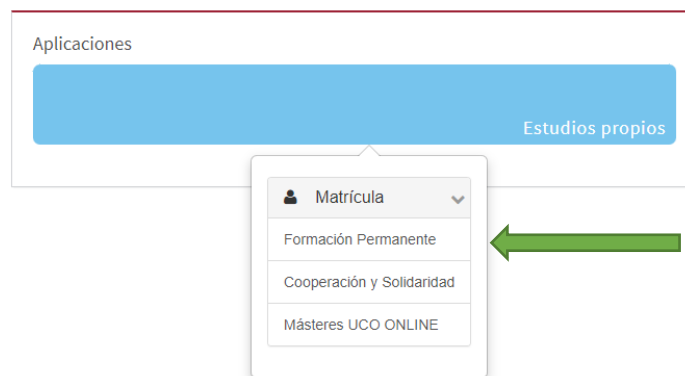 Aplicaciones
Estudios propios
Matrícula
Formación Permanente
Cooperación y Solidaridad
Másteres UCO ONLINE